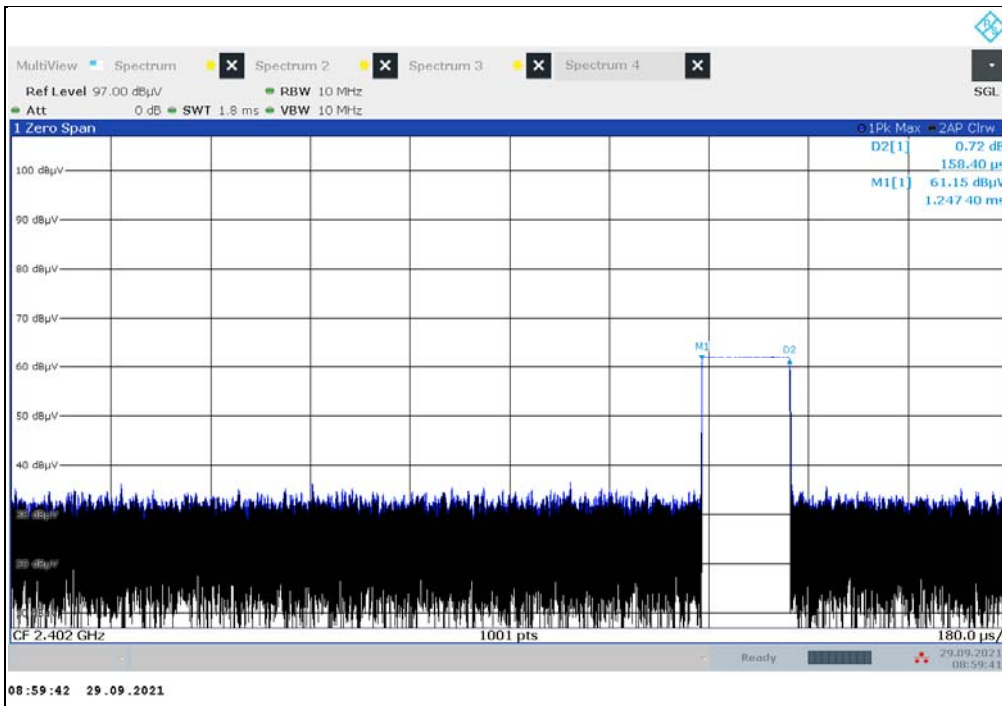 MultiView Spectrum Spectrum 2 Spectrum 3 Spectrum 4
Ref Level 97.00 dBµV RBW 10 MHz SGL
Att 0 dB SWT 1.8 ms VBW 10 MHz
1 Zero Span 1Pk Max 2AP Clrw
D2[1] 0.72 dB
158.40 µs
M1[1] 61.15 dBµV
1.247 40 ms
100 dBµV
90 dBµV
80 dBµV
70 dBµV
M1 D2
60 dBµV
50 dBµV
40 dBµV
30 dBµV
20 dBµV
CF 2.402 GHz 1001 pts 180.0 µs/
Ready 29.09.2021
08:59:41
08:59:42 29.09.2021